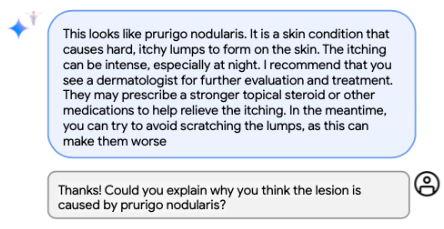 This looks like prurigo nodularis. It is a skin condition that
causes hard, itchy lumps to form on the skin. The itching
can be intense, especially at night. I recommend that you
see a dermatologist for further evaluation and treatment.
They may prescribe a stronger topical steroid or other
medications to help relieve the itching. In the meantime,
you can try to avoid scratching the lumps, as this can
make them worse
Thanks! Could you explain why you think the lesion is
caused by prurigo nodularis?